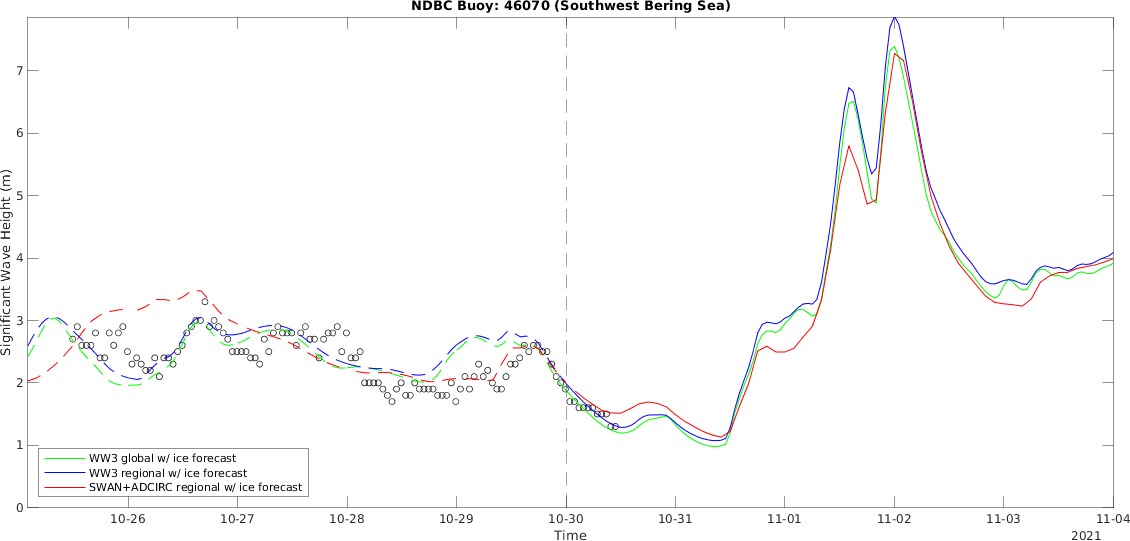 NDBC Buoy: 46070 (Southwest Bering Sea)
Significant Wave Height (m)
7
6
5
4
3
2
1
0
WW3 global w/ ice forecast
WW3 regional w/ ice forecast
SWAN+ADCIRC regional w/ ice forecast
10-26 10-27 10-28 10-29 10-30 10-31 11-01 11-02 11-03 11-04
Time
2021